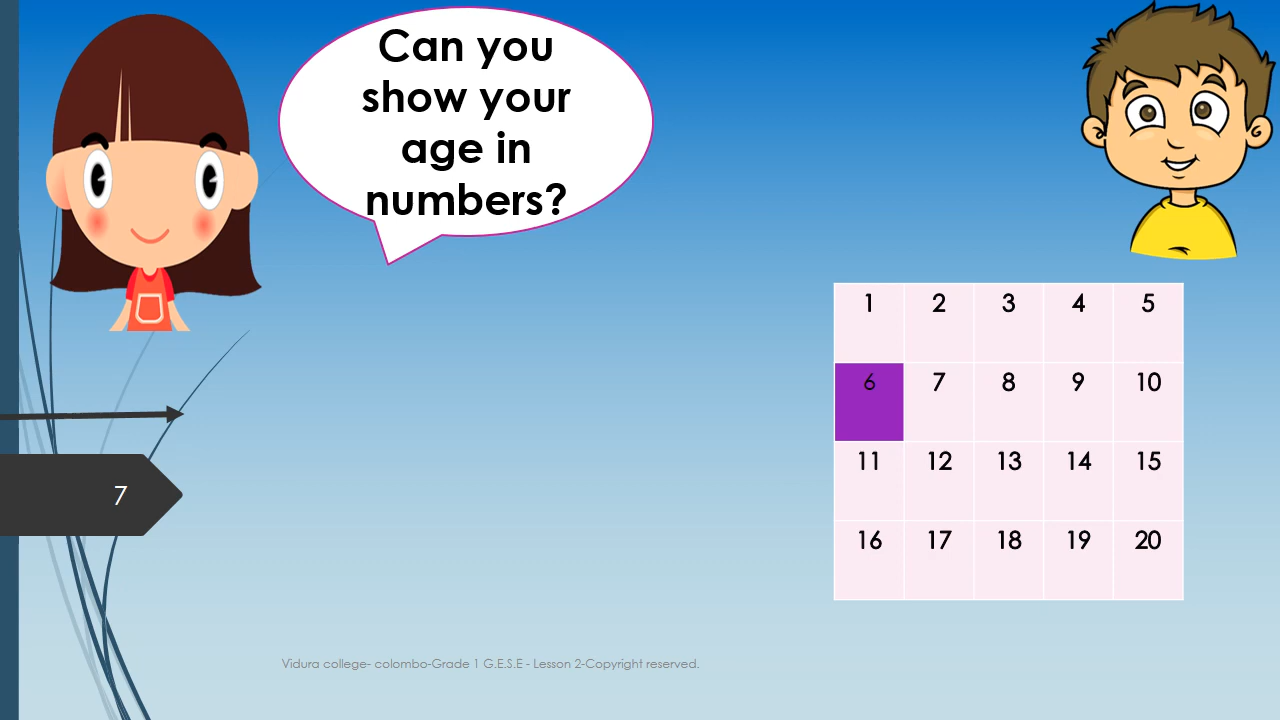 Can you
show your
age in
numbers?
1 2 3 4 5
6 7 8 9 10
11 12 13 14 15
16 17 18 19 20
7
Vidura college- colombo-Grade 1 G.E.S.E - Lesson 2-Copyright reserved.